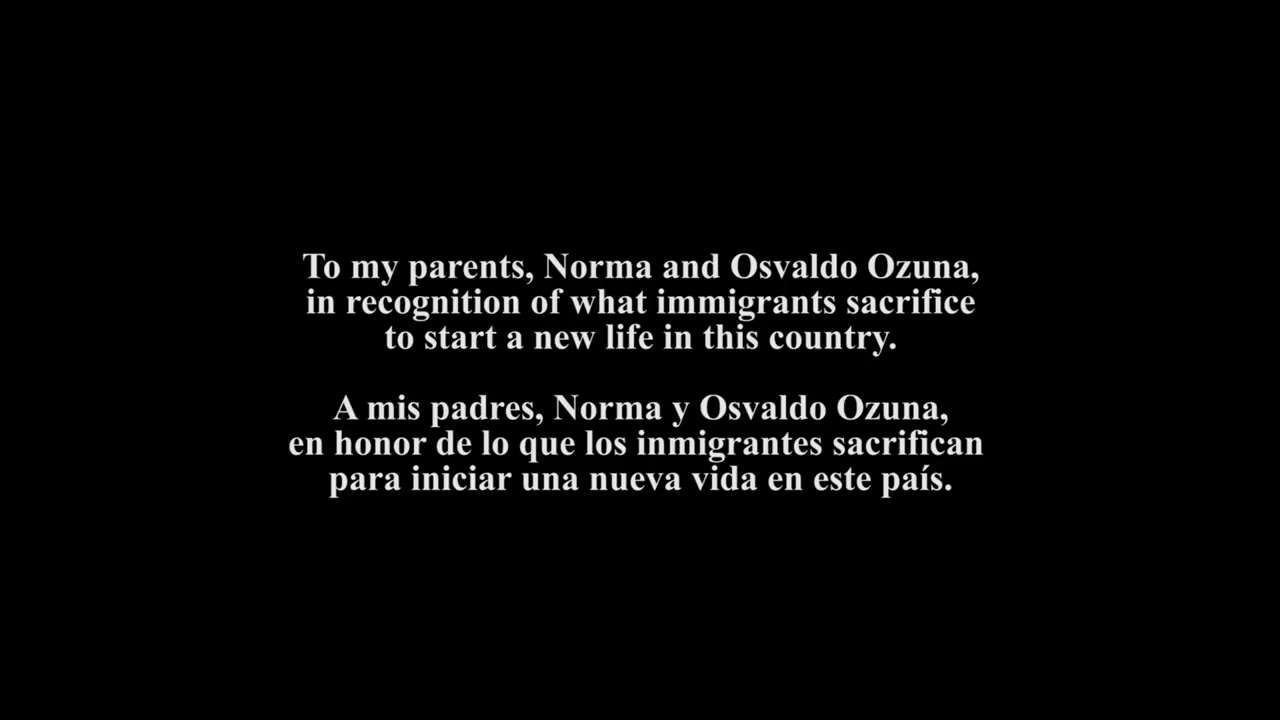 To my parents, Norma and Osvaldo Ozuna,
in recognition of what immigrants sacrifice
to start a new life in this country.
A mis padres, Norma y Osvaldo Ozuna,
en honor de lo que los inmigrantes sacrifican
para iniciar una nueva vida en este país.